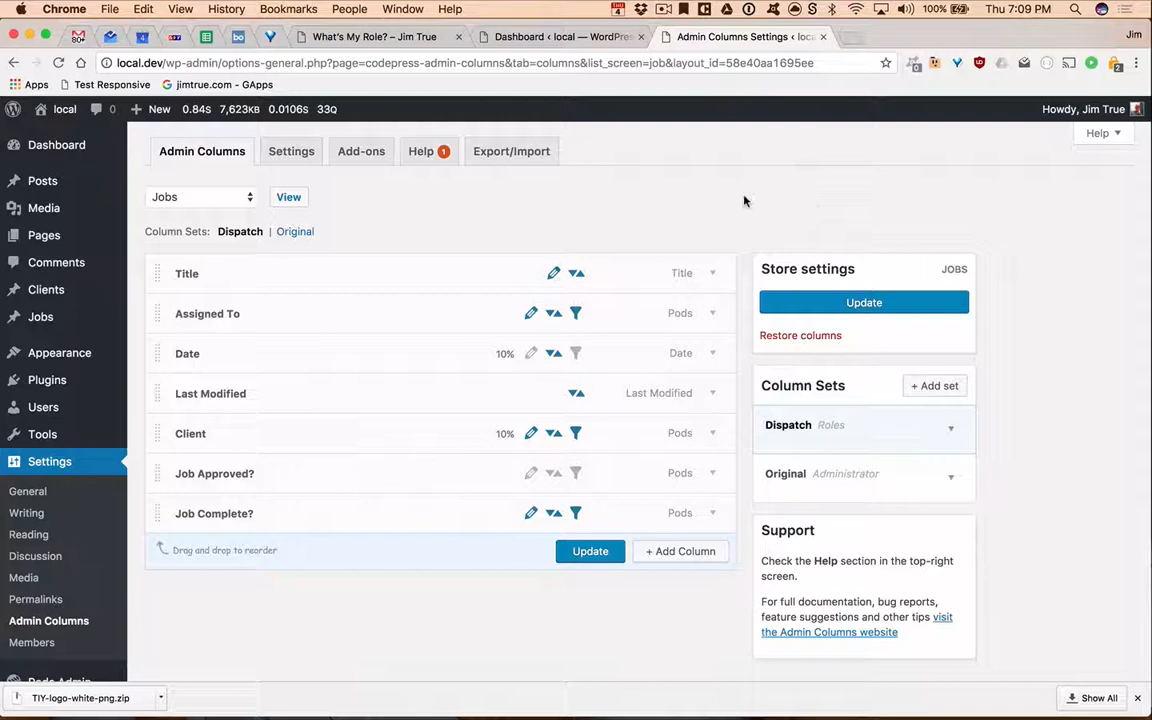 Chrome File Edit View History Bookmarks People Window Help 4 100% Thu 7:09 PM
80+ 4 bo What's My Role? – Jim True × Dashboard ‹ local — WordPress × Admin Columns Settings ‹ loca × Jim
local.dev/wp-admin/options-general.php?page=codepress-admin-columns&tab=columns&list_screen=job&layout_id=58e40aa1695ee
Apps Test Responsive jimtrue.com - GApps
local 0 + New 0.84S 7,623KB 0.0106S 33Q Howdy, Jim True
Dashboard
Posts
Media
Pages
Comments
Clients
Jobs
Appearance
Plugins
Users
Tools
Settings
General
Writing
Reading
Discussion
Media
Permalinks
Admin Columns
Members
Pods Admin
Admin Columns Settings Add-ons Help 1 Export/Import
Help
Jobs View
Column Sets: Dispatch | Original
Title Title
Assigned To Pods
Date 10% Date
Last Modified Last Modified
Client 10% Pods
Job Approved? Pods
Job Complete? Pods
Drag and drop to reorder Update + Add Column
Store settings JOBS
Update
Restore columns
Column Sets + Add set
Dispatch Roles
Original Administrator
Support
Check the Help section in the top-right
screen.
For full documentation, bug reports,
feature suggestions and other tips visit
the Admin Columns website
TIY-logo-white-png.zip Show All ×